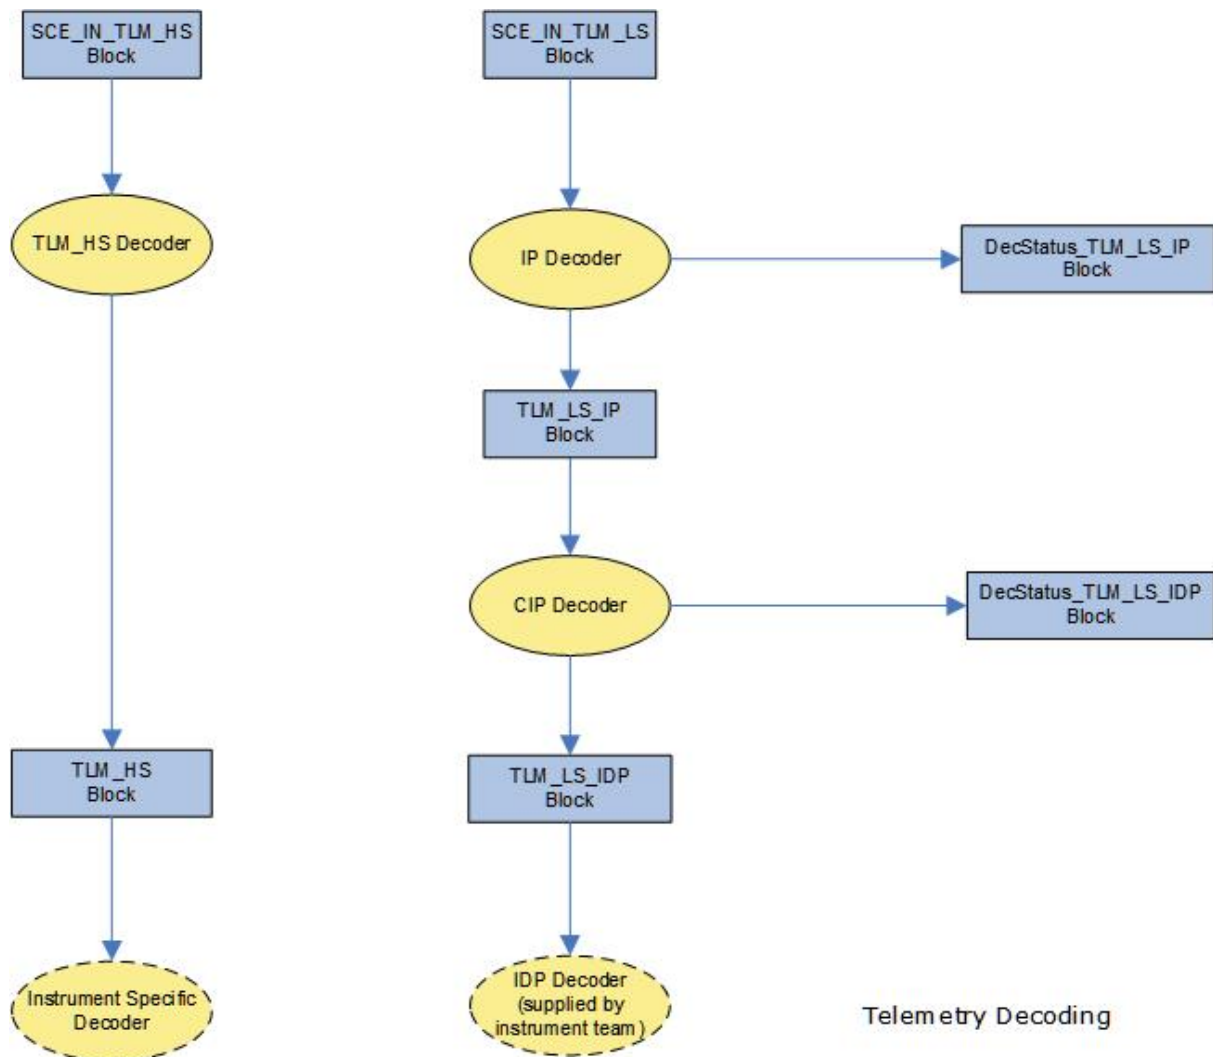 SCE_IN_TLM_HS
Block
SCE_IN_TLM_LS
Block
TLM_HS Decoder
IP Decoder
DecStatus_TLM_LS_IP
Block
TLM_LS_IP
Block
CIP Decoder
DecStatus_TLM_LS_IDP
Block
TLM_HS
Block
TLM_LS_IDP
Block
Instrument Specific
Decoder
IDP Decoder
(supplied by
instrument team)
Telemetry Decoding